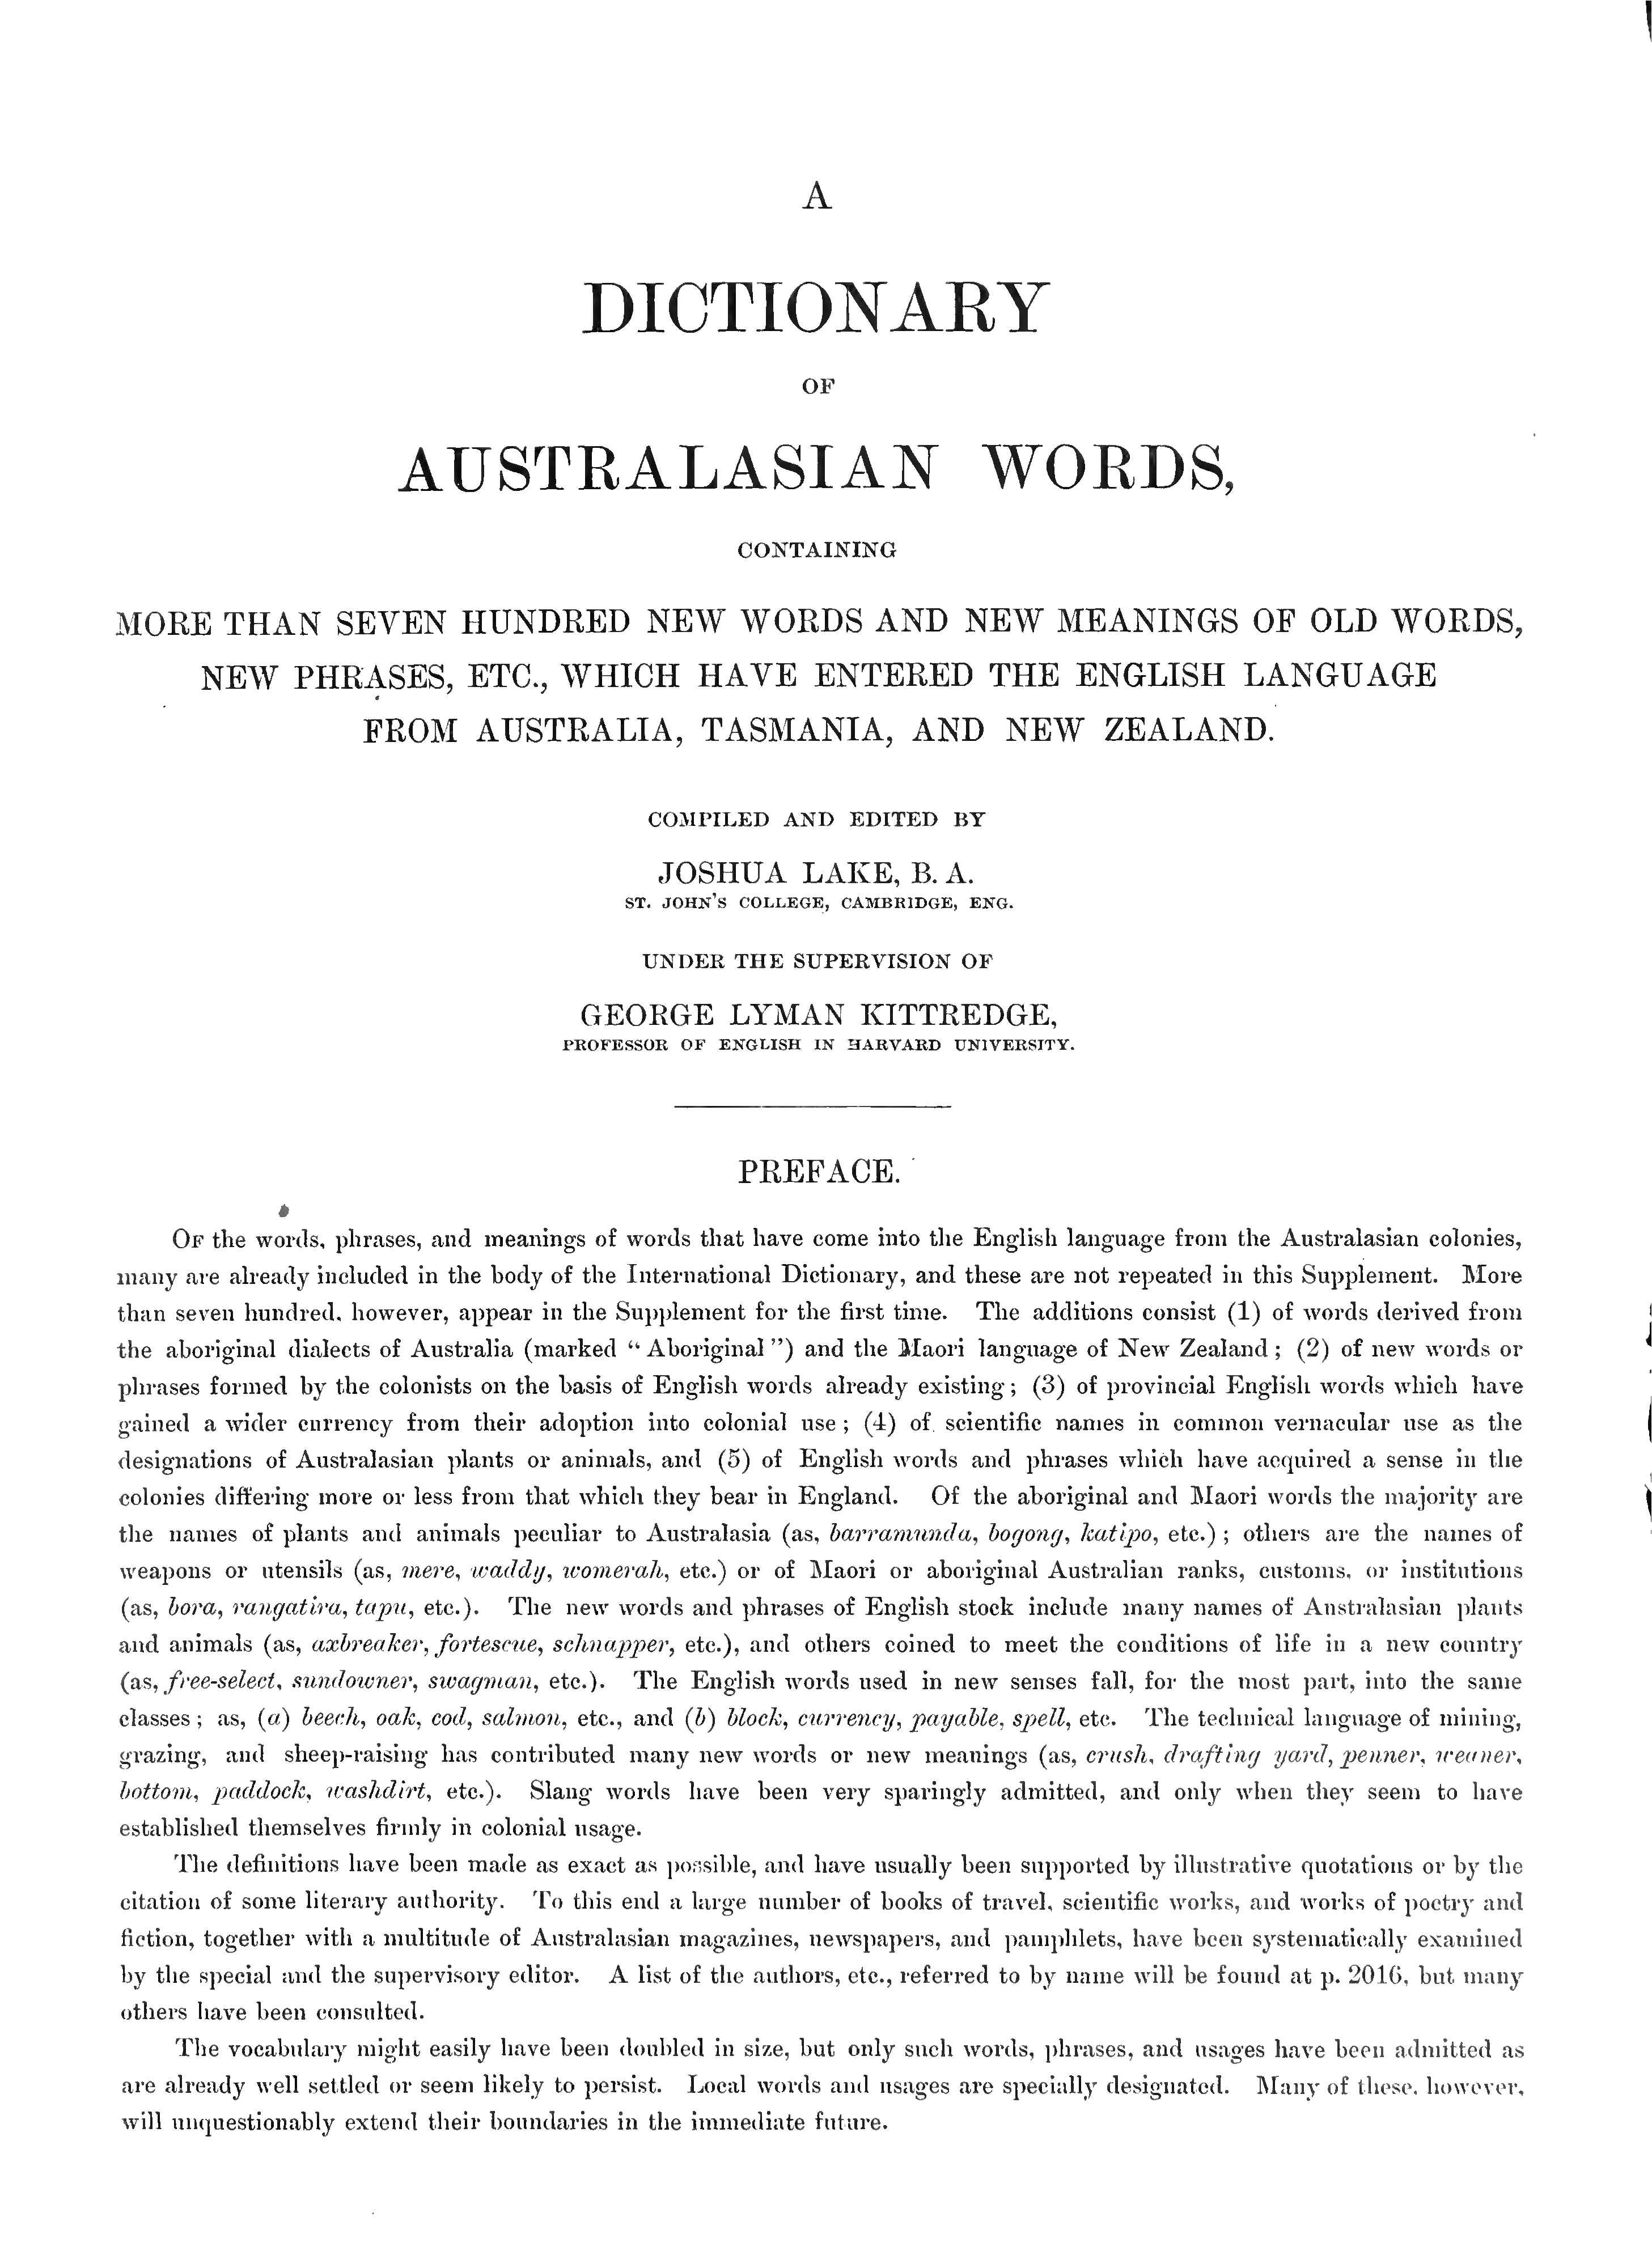 A
DICTIONARY
OF
AUSTRALASIAN WORDS,
CONTAINING
MORE THAN SEVEN HUNDRED NEW WORDS AND NEW MEANINGS OF OLD WORDS,
NEW PHRASES, ETC., WHICH HAVE ENTERED THE ENGLISH LANGUAGE
FROM AUSTRALIA, TASMANIA, AND NEW ZEALAND.
COMPILED AND EDITED BY
JOSHUA LAKE, B. A.
ST. JOHN'S COLLEGE, CAMBRIDGE, ENG.
UNDER THE SUPERVISION OF
GEORGE LYMAN KITTREDGE,
PROFESSOR OF ENGLISH IN HARVARD UNIVERSITY.
PREFACE.
OF the words, phrases, and meanings of words that have come into the English language from the Australasian colonies,
many are already included in the body of the International Dictionary, and these are not repeated in this Supplement. More
than seven hundred, however, appear in the Supplement for the first time. The additions consist (1) of words derived from
the aboriginal dialects of Australia (marked “Aboriginal”) and the Maori language of New Zealand; (2) of new words or
phrases formed by the colonists on the basis of English words already existing; (3) of provincial English words which have
gained a wider currency from their adoption into colonial use; (4) of scientific names in common vernacular use as the
designations of Australasian plants or animals, and (5) of English words and phrases which have acquired a sense in the
colonies differing more or less from that which they bear in England. Of the aboriginal and Maori words the majority are
the names of plants and animals peculiar to Australasia (as, barramunda, bogong, katipo, etc.); others are the names of
weapons or utensils (as, mere, waddy, womerah, etc.) or of Maori or aboriginal Australian ranks, customs, or institutions
(as, bora, rangatira, tapu, etc.). The new words and phrases of English stock include many names of Australasian plants
and animals (as, axbreaker, fortescue, schnapper, etc.), and others coined to meet the conditions of life in a new country
(as, free-select, sundowner, swagman, etc.). The English words used in new senses fall, for the most part, into the same
classes; as, (a) beech, oak, cod, salmon, etc., and (b) block, currency, payable, spell, etc. The technical language of mining,
grazing, and sheep-raising has contributed many new words or new meanings (as, crush, drafting yard, penner, weaner,
bottom, paddock, washdirt, etc.). Slang words have been very sparingly admitted, and only when they seem to have
established themselves firmly in colonial usage.
The definitions have been made as exact as possible, and have usually been supported by illustrative quotations or by the
citation of some literary authority. To this end a large number of books of travel, scientific works, and works of poetry and
fiction, together with a multitude of Australasian magazines, newspapers, and pamphlets, have been systematically examined
by the special and the supervisory editor. A list of the authors, etc., referred to by name will be found at p. 2016, but many
others have been consulted.
The vocabulary might easily have been doubled in size, but only such words, phrases, and usages have been admitted as
are already well settled or seem likely to persist. Local words and usages are specially designated. Many of these, however,
will unquestionably extend their boundaries in the immediate future.